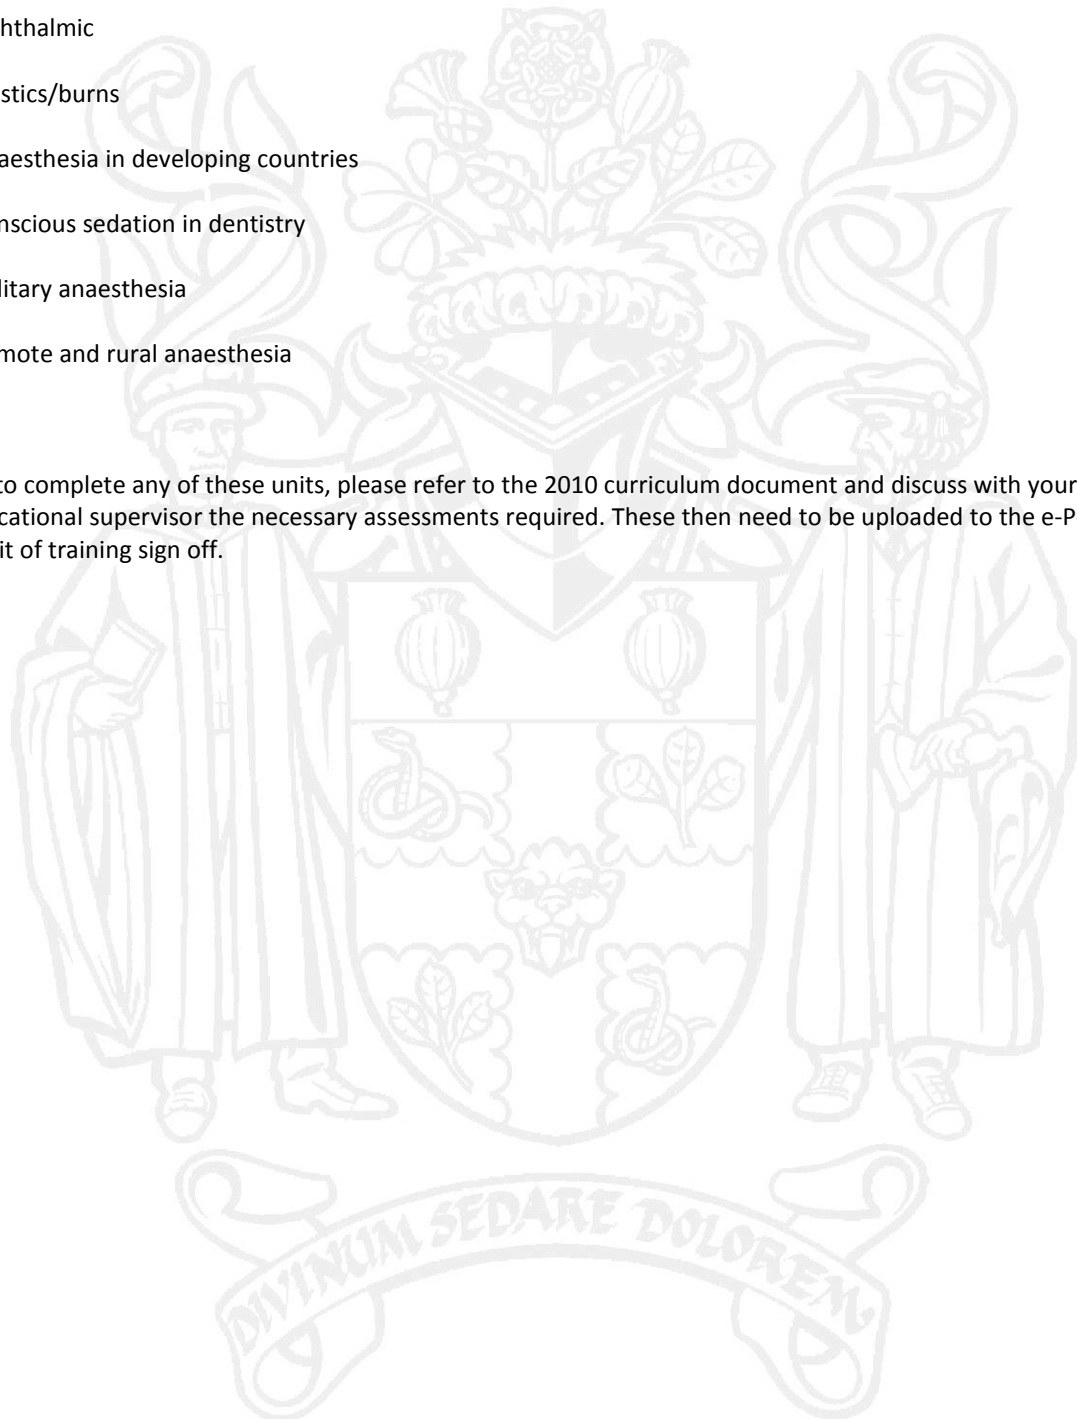 hthalmic
stics/burns
aesthesia in developing countries
nscious sedation in dentistry
litary anaesthesia
mote and rural anaesthesia
to complete any of these units, please refer to the 2010 curriculum document and discuss with your
cational supervisor the necessary assessments required. These then need to be uploaded to the e-P
it of training sign off.
DIVINUM SEDARE DOLOREM